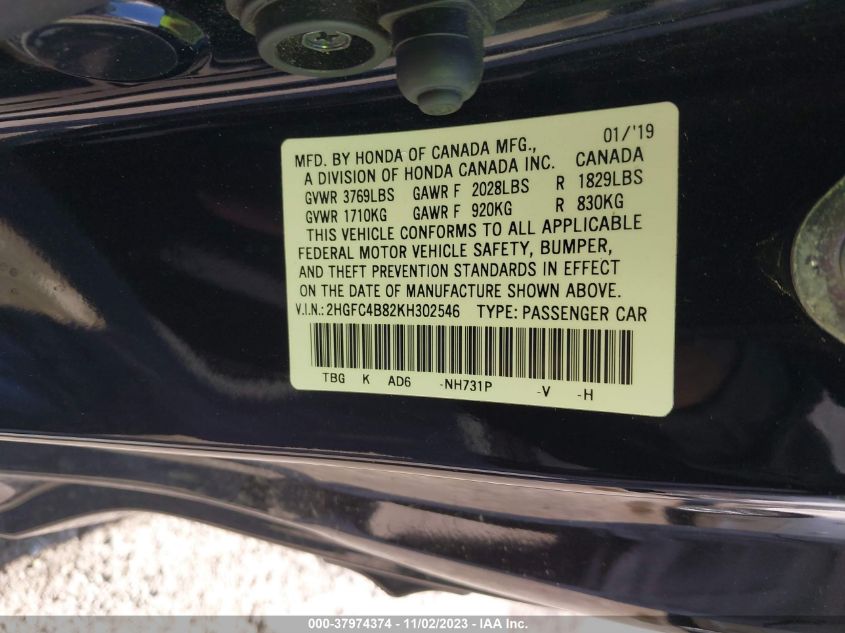 01/'19
MFD. BY HONDA OF CANADA MFG.,
A DIVISION OF HONDA CANADA INC. CANADA
GVWR 3769LBS GAWR F 2028LBS R 1829LBS
GVWR 1710KG GAWR F 920KG R 830KG
THIS VEHICLE CONFORMS TO ALL APPLICABLE
FEDERAL MOTOR VEHICLE SAFETY, BUMPER,
AND THEFT PREVENTION STANDARDS IN EFFECT
ON THE DATE OF MANUFACTURE SHOWN ABOVE.
V.I.N.: 2HGFC4B82KH302546 TYPE: PASSENGER CAR
TBG K AD6 -NH731P -V -H
000-37974374 - 11/02/2023 - IAA Inc.